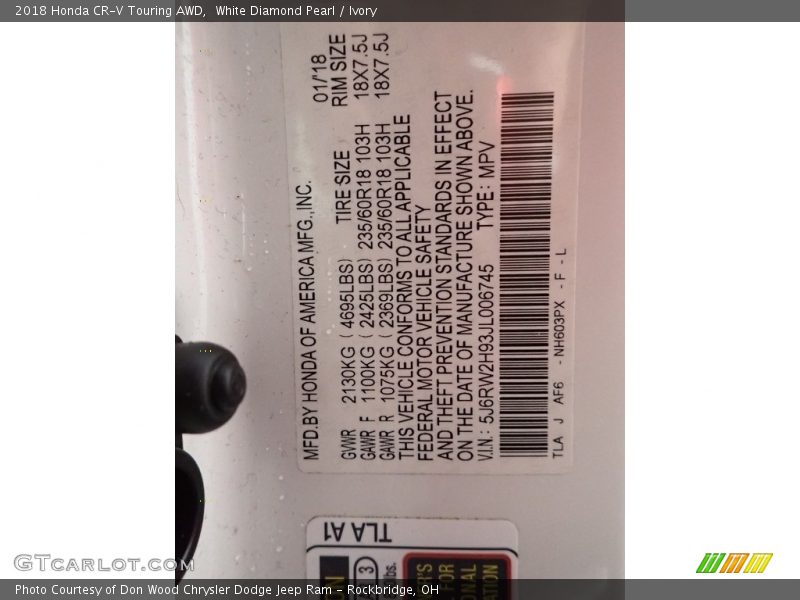 2018 Honda CR-V Touring AWD,  White Diamond Pearl / Ivory
MFD.BY HONDA OF AMERICA MFG.,INC. 01/'18
TIRE SIZE RIM SIZE
GVWR 2130KG ( 4695LBS)
GAWR F 1100KG ( 2425LBS) 235/60R18 103H 18X7.5J
GAWR R 1075KG ( 2369LBS) 235/60R18 103H 18X7.5J
THIS VEHICLE CONFORMS TO ALL APPLICABLE
FEDERAL MOTOR VEHICLE SAFETY
AND THEFT PREVENTION STANDARDS IN EFFECT
ON THE DATE OF MANUFACTURE SHOWN ABOVE.
V.I.N.: 5J6RW2H93JL006745 TYPE: MPV
TLA J AF6 - NH603PX - F - L
TLA A1
3
lbs.
GTCarLot.com
Photo Courtesy of Don Wood Chrysler Dodge Jeep Ram - Rockbridge, OH